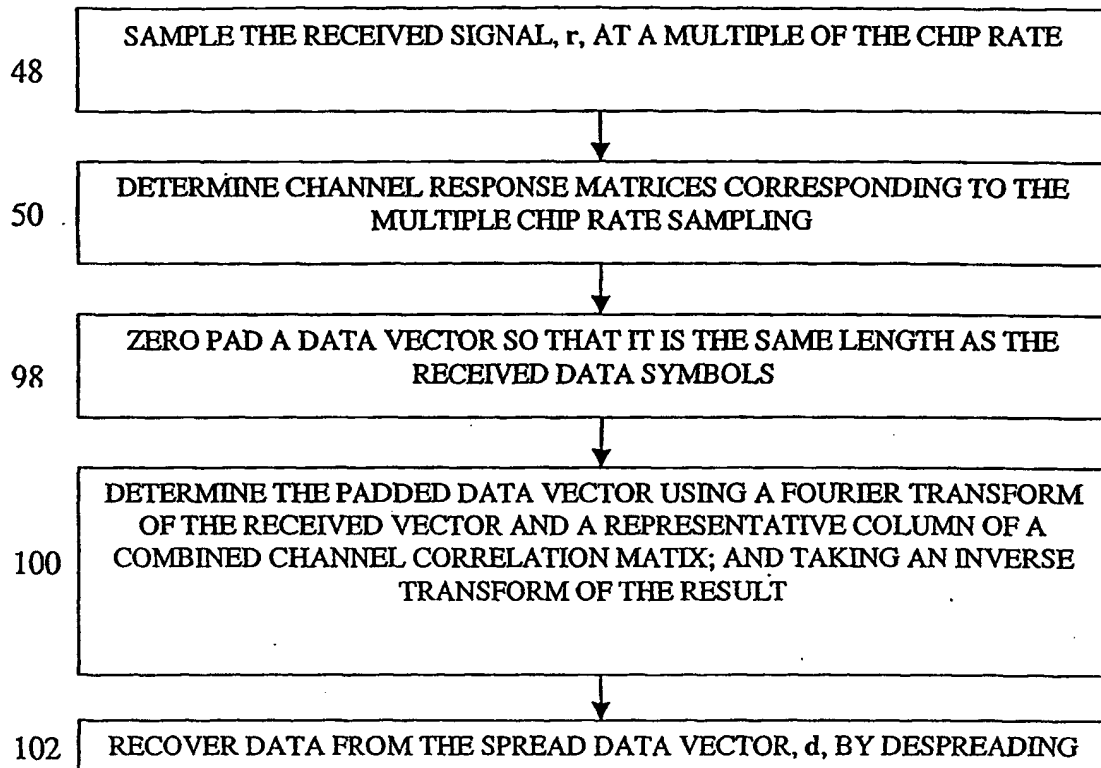 48
SAMPLE THE RECEIVED SIGNAL, r, AT A MULTIPLE OF THE CHIP RATE
50
DETERMINE CHANNEL RESPONSE MATRICES CORRESPONDING TO THE
MULTIPLE CHIP RATE SAMPLING
98
ZERO PAD A DATA VECTOR SO THAT IT IS THE SAME LENGTH AS THE
RECEIVED DATA SYMBOLS
100
DETERMINE THE PADDED DATA VECTOR USING A FOURIER TRANSFORM
OF THE RECEIVED VECTOR AND A REPRESENTATIVE COLUMN OF A
COMBINED CHANNEL CORRELATION MATIX; AND TAKING AN INVERSE
TRANSFORM OF THE RESULT
102
RECOVER DATA FROM THE SPREAD DATA VECTOR, d, BY DESPREADING